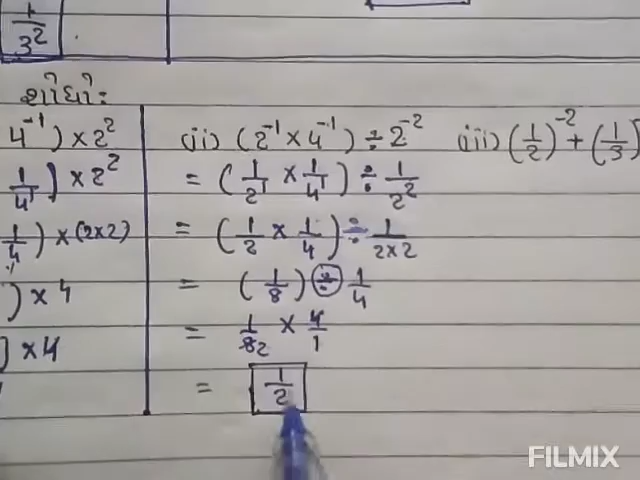 1/3²
શોધો:
4⁻¹) × 2²
1/4¹) × 2²
1/4) × (2×2)
) × 4
) × 4
(ii) (2⁻¹ × 4⁻¹) ÷ 2⁻²
= (1/2¹ × 1/4¹) ÷ 1/2²
= (1/2 × 1/4) ÷ 1/2×2
= (1/8) ÷ 1/4
= 1/8 2 × 4/1
= 1/2
(iii) (1/2)⁻² + (1/3)
FILMIX